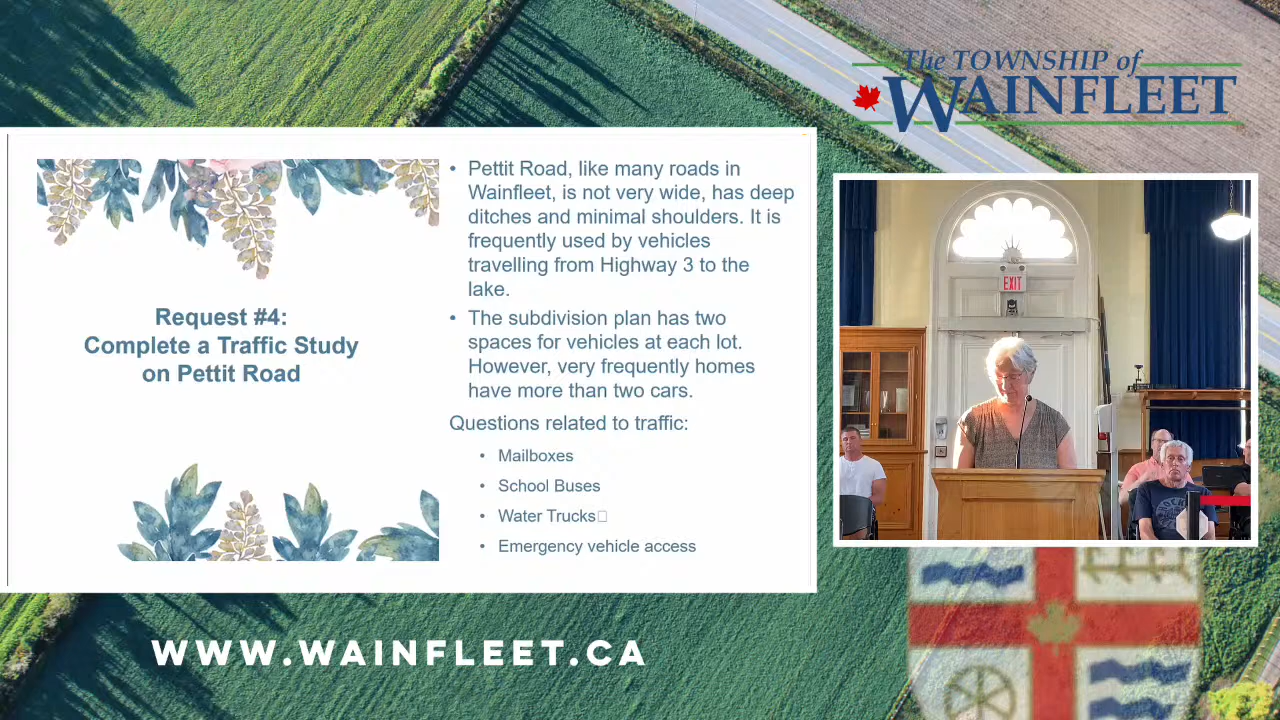 The TOWNSHIP of
WAINFLEET
Request #4:
Complete a Traffic Study
on Pettit Road
• Pettit Road, like many roads in
Wainfleet, is not very wide, has deep
ditches and minimal shoulders. It is
frequently used by vehicles
travelling from Highway 3 to the
lake.
• The subdivision plan has two
spaces for vehicles at each lot.
However, very frequently homes
have more than two cars.
Questions related to traffic:
• Mailboxes
• School Buses
• Water Trucks□
• Emergency vehicle access
EXIT
WWW.WAINFLEET.CA